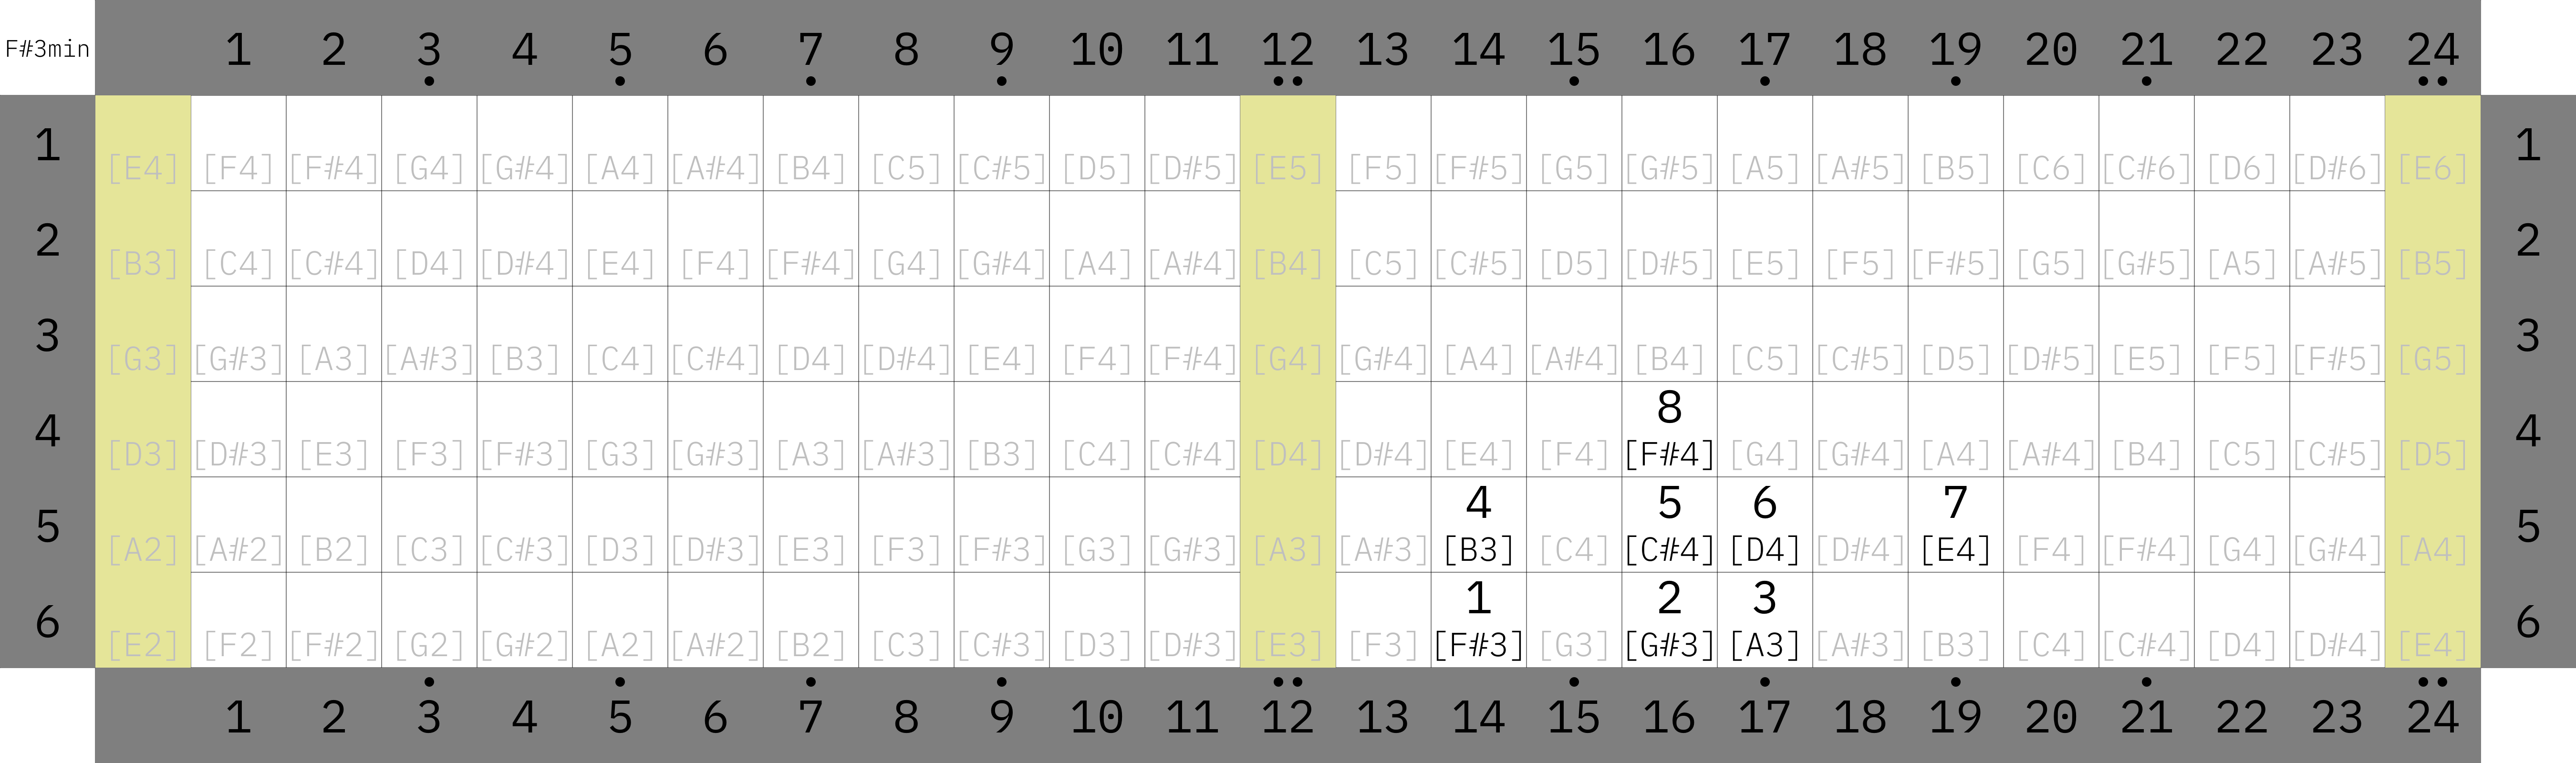 F#3min 1 2 3 4 5 6 7 8 9 10 11 12 13 14 15 16 17 18 19 20 21 22 23 24
1 [E4] [F4] [F#4] [G4] [G#4] [A4] [A#4] [B4] [C5] [C#5] [D5] [D#5] [E5] [F5] [F#5] [G5] [G#5] [A5] [A#5] [B5] [C6] [C#6] [D6] [D#6] [E6] 1
2 [B3] [C4] [C#4] [D4] [D#4] [E4] [F4] [F#4] [G4] [G#4] [A4] [A#4] [B4] [C5] [C#5] [D5] [D#5] [E5] [F5] [F#5] [G5] [G#5] [A5] [A#5] [B5] 2
3 [G3] [G#3] [A3] [A#3] [B3] [C4] [C#4] [D4] [D#4] [E4] [F4] [F#4] [G4] [G#4] [A4] [A#4] [B4] [C5] [C#5] [D5] [D#5] [E5] [F5] [F#5] [G5] 3
8
4 [D3] [D#3] [E3] [F3] [F#3] [G3] [G#3] [A3] [A#3] [B3] [C4] [C#4] [D4] [D#4] [E4] [F4] [F#4] [G4] [G#4] [A4] [A#4] [B4] [C5] [C#5] [D5] 4
4 5 6 7
5 [A2] [A#2] [B2] [C3] [C#3] [D3] [D#3] [E3] [F3] [F#3] [G3] [G#3] [A3] [A#3] [B3] [C4] [C#4] [D4] [D#4] [E4] [F4] [F#4] [G4] [G#4] [A4] 5
1 2 3
6 [E2] [F2] [F#2] [G2] [G#2] [A2] [A#2] [B2] [C3] [C#3] [D3] [D#3] [E3] [F3] [F#3] [G3] [G#3] [A3] [A#3] [B3] [C4] [C#4] [D4] [D#4] [E4] 6
1 2 3 4 5 6 7 8 9 10 11 12 13 14 15 16 17 18 19 20 21 22 23 24